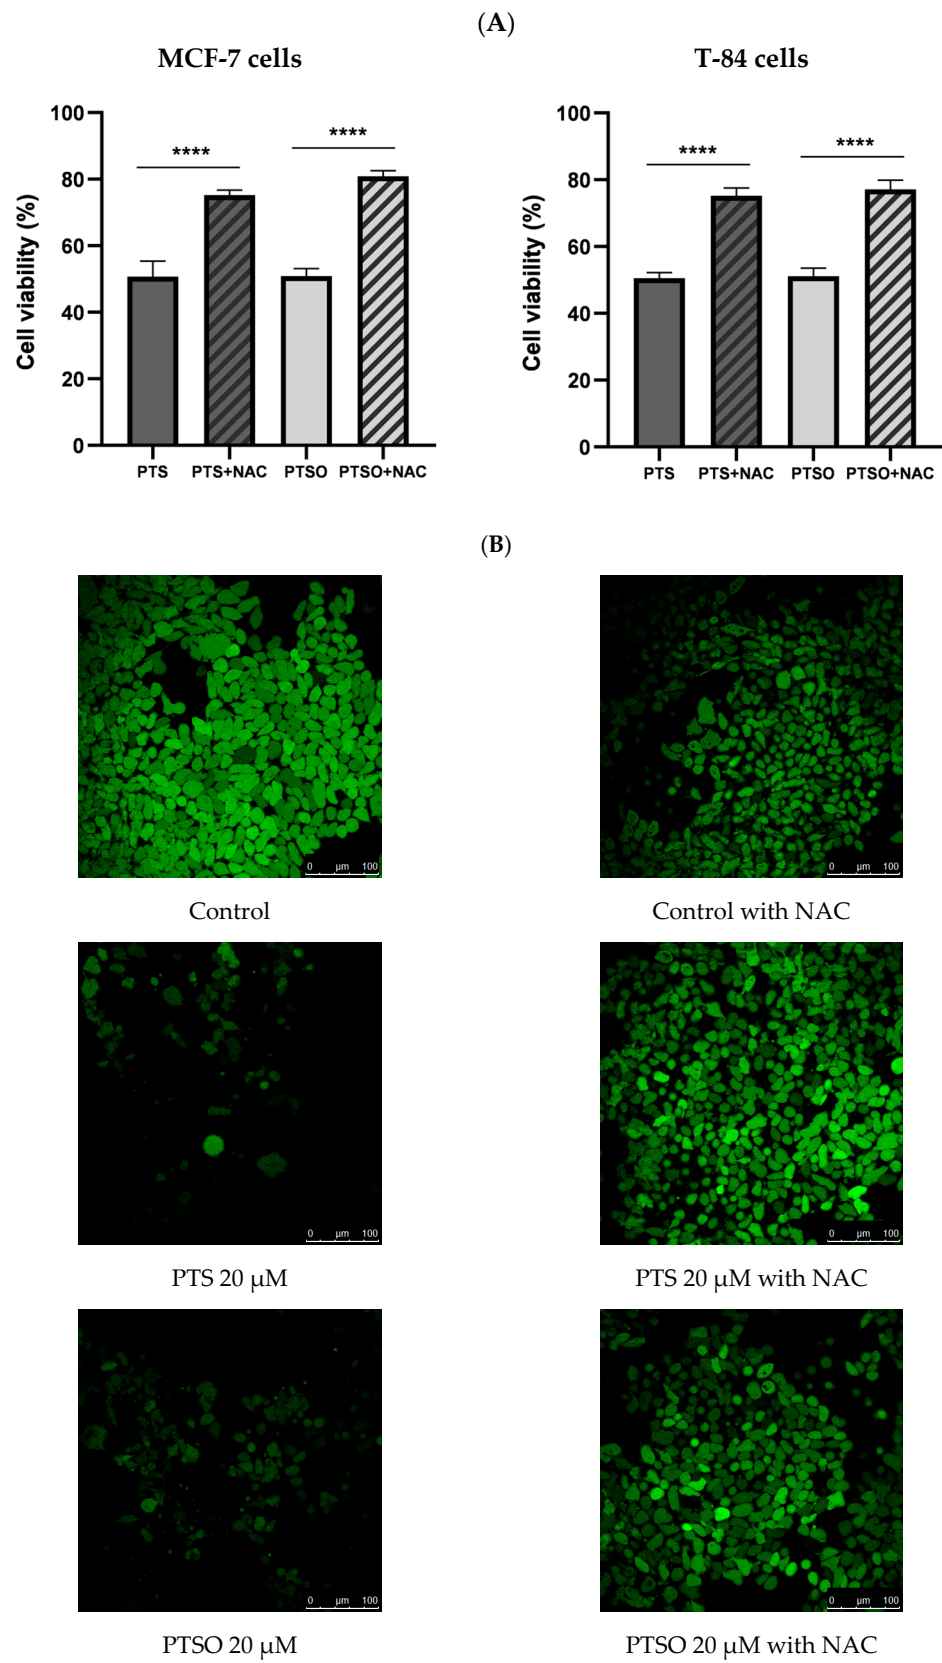 (A)
MCF-7 cells
T-84 cells
Cell viability (%)
100
80
60
40
20
0
****
****
PTS
PTS+NAC
PTSO
PTSO+NAC
Cell viability (%)
100
80
60
40
20
0
****
****
PTS
PTS+NAC
PTSO
PTSO+NAC
(B)
0 µm 100
0 µm 100
Control
Control with NAC
0 µm 100
0 µm 100
PTS 20 µM
PTS 20 µM with NAC
0 µm 100
0 µm 100
PTSO 20 µM
PTSO 20 µM with NAC